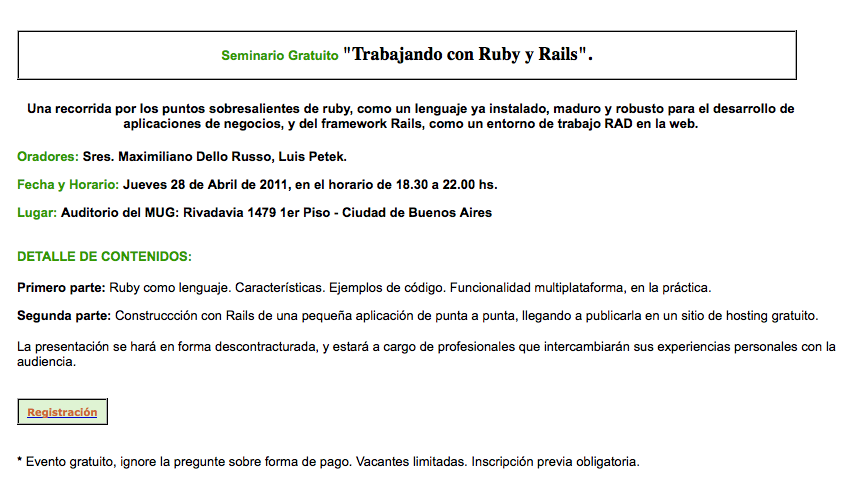 Seminario Gratuito "Trabajando con Ruby y Rails".
Una recorrida por los puntos sobresalientes de ruby, como un lenguaje ya instalado, maduro y robusto para el desarrollo de
aplicaciones de negocios, y del framework Rails, como un entorno de trabajo RAD en la web.
Oradores: Sres. Maximiliano Dello Russo, Luis Petek.
Fecha y Horario: Jueves 28 de Abril de 2011, en el horario de 18.30 a 22.00 hs.
Lugar: Auditorio del MUG: Rivadavia 1479 1er Piso - Ciudad de Buenos Aires
DETALLE DE CONTENIDOS:
Primero parte: Ruby como lenguaje. Características. Ejemplos de código. Funcionalidad multiplataforma, en la práctica.
Segunda parte: Construccción con Rails de una pequeña aplicación de punta a punta, llegando a publicarla en un sitio de hosting gratuito.
La presentación se hará en forma descontracturada, y estará a cargo de profesionales que intercambiarán sus experiencias personales con la
audiencia.
Registración
* Evento gratuito, ignore la pregunte sobre forma de pago. Vacantes limitadas. Inscripción previa obligatoria.